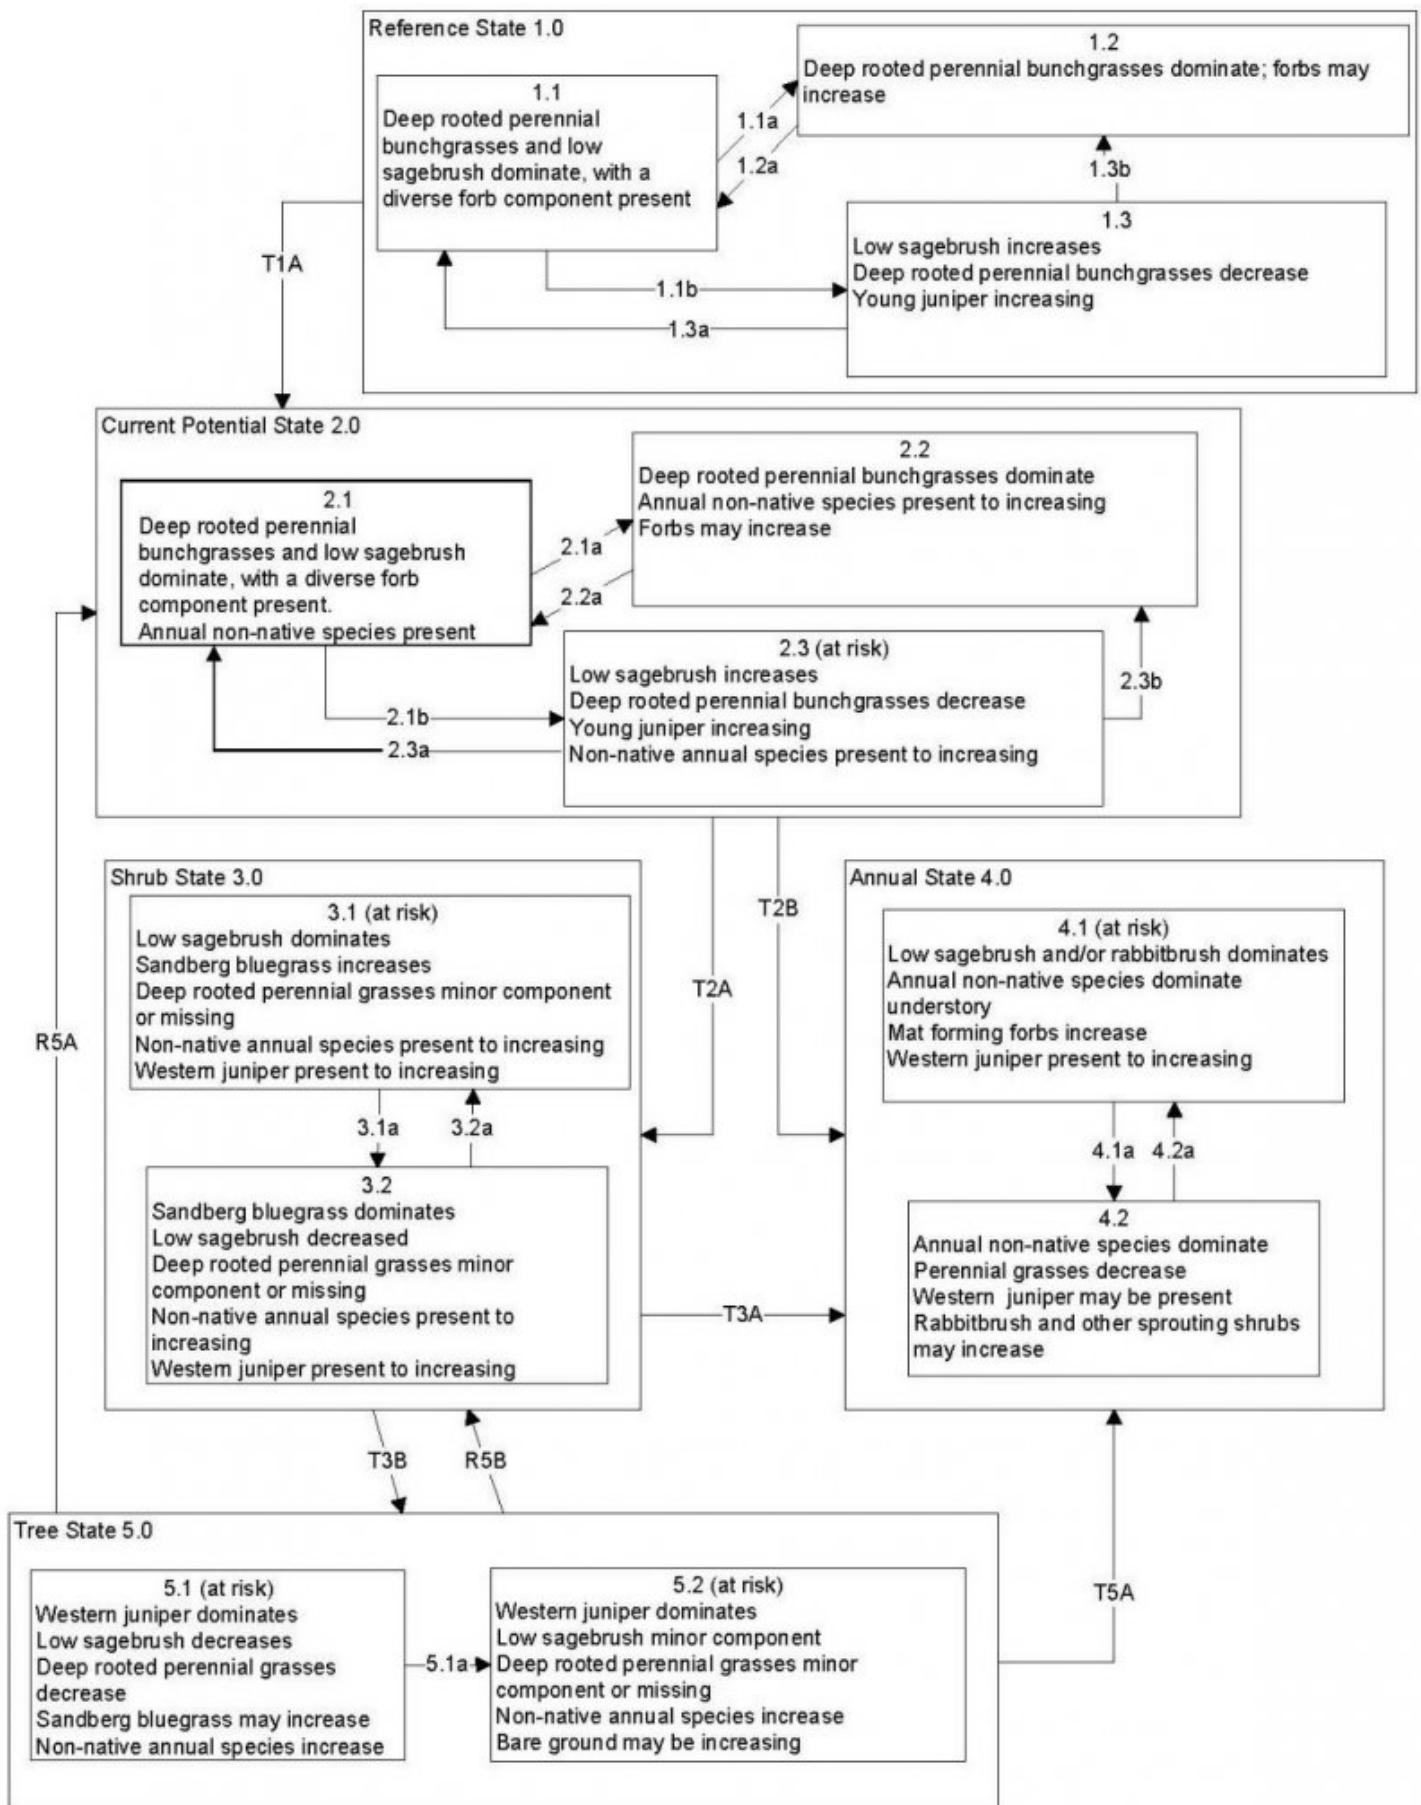 Reference State 1.0
1.1
Deep rooted perennial
bunchgrasses and low
sagebrush dominate, with a
diverse forb component present
1.1a
1.2a
1.2
Deep rooted perennial bunchgrasses dominate; forbs may
increase
1.3b
1.3
Low sagebrush increases
Deep rooted perennial bunchgrasses decrease
Young juniper increasing
1.1b
1.3a
T1A
Current Potential State 2.0
2.1
Deep rooted perennial
bunchgrasses and low sagebrush
dominate, with a diverse forb
component present.
Annual non-native species present
2.1a
2.2a
2.2
Deep rooted perennial bunchgrasses dominate
Annual non-native species present to increasing
Forbs may increase
2.3 (at risk)
Low sagebrush increases
Deep rooted perennial bunchgrasses decrease
Young juniper increasing
Non-native annual species present to increasing
2.3b
2.1b
2.3a
Shrub State 3.0
3.1 (at risk)
Low sagebrush dominates
Sandberg bluegrass increases
Deep rooted perennial grasses minor component
or missing
Non-native annual species present to increasing
Western juniper present to increasing
3.1a
3.2a
3.2
Sandberg bluegrass dominates
Low sagebrush decreased
Deep rooted perennial grasses minor
component or missing
Non-native annual species present to
increasing
Western juniper present to increasing
T2A
T2B
Annual State 4.0
4.1 (at risk)
Low sagebrush and/or rabbitbrush dominates
Annual non-native species dominate
understory
Mat forming forbs increase
Western juniper present to increasing
4.1a
4.2a
4.2
Annual non-native species dominate
Perennial grasses decrease
Western juniper may be present
Rabbitbrush and other sprouting shrubs
may increase
T3A
R5A
T3B
R5B
T5A
Tree State 5.0
5.1 (at risk)
Western juniper dominates
Low sagebrush decreases
Deep rooted perennial grasses
decrease
Sandberg bluegrass may increase
Non-native annual species increase
5.1a
5.2 (at risk)
Western juniper dominates
Low sagebrush minor component
Deep rooted perennial grasses minor
component or missing
Non-native annual species increase
Bare ground may be increasing